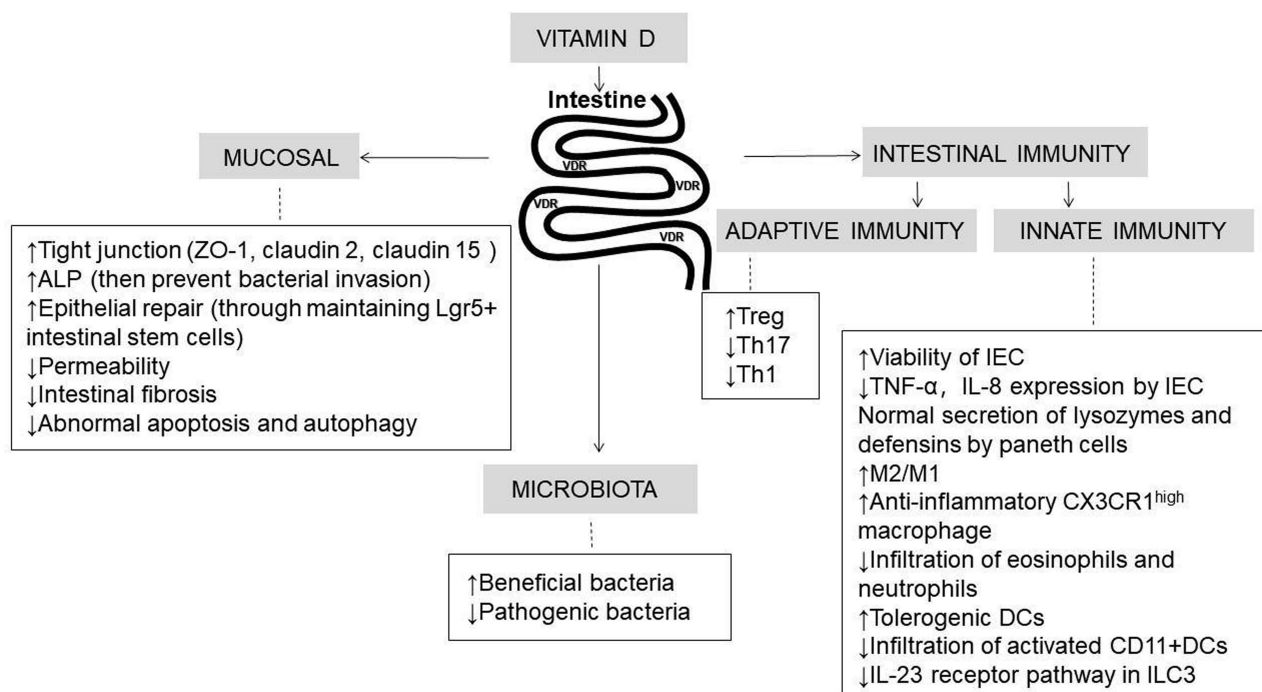 VITAMIN D
Intestine
VDR
VDR
VDR
VDR
MUCOSAL
↑Tight junction (ZO-1, claudin 2, claudin 15 )
↑ALP (then prevent bacterial invasion)
↑Epithelial repair (through maintaining Lgr5+
intestinal stem cells)
↓Permeability
↓Intestinal fibrosis
↓Abnormal apoptosis and autophagy
MICROBIOTA
↑Beneficial bacteria
↓Pathogenic bacteria
INTESTINAL IMMUNITY
ADAPTIVE IMMUNITY
↑Treg
↓Th17
↓Th1
INNATE IMMUNITY
↑Viability of IEC
↓TNF-α, IL-8 expression by IEC
Normal secretion of lysozymes and
defensins by paneth cells
↑M2/M1
↑Anti-inflammatory CX3CR1high
macrophage
↓Infiltration of eosinophils and
neutrophils
↑Tolerogenic DCs
↓Infiltration of activated CD11+DCs
↓IL-23 receptor pathway in ILC3